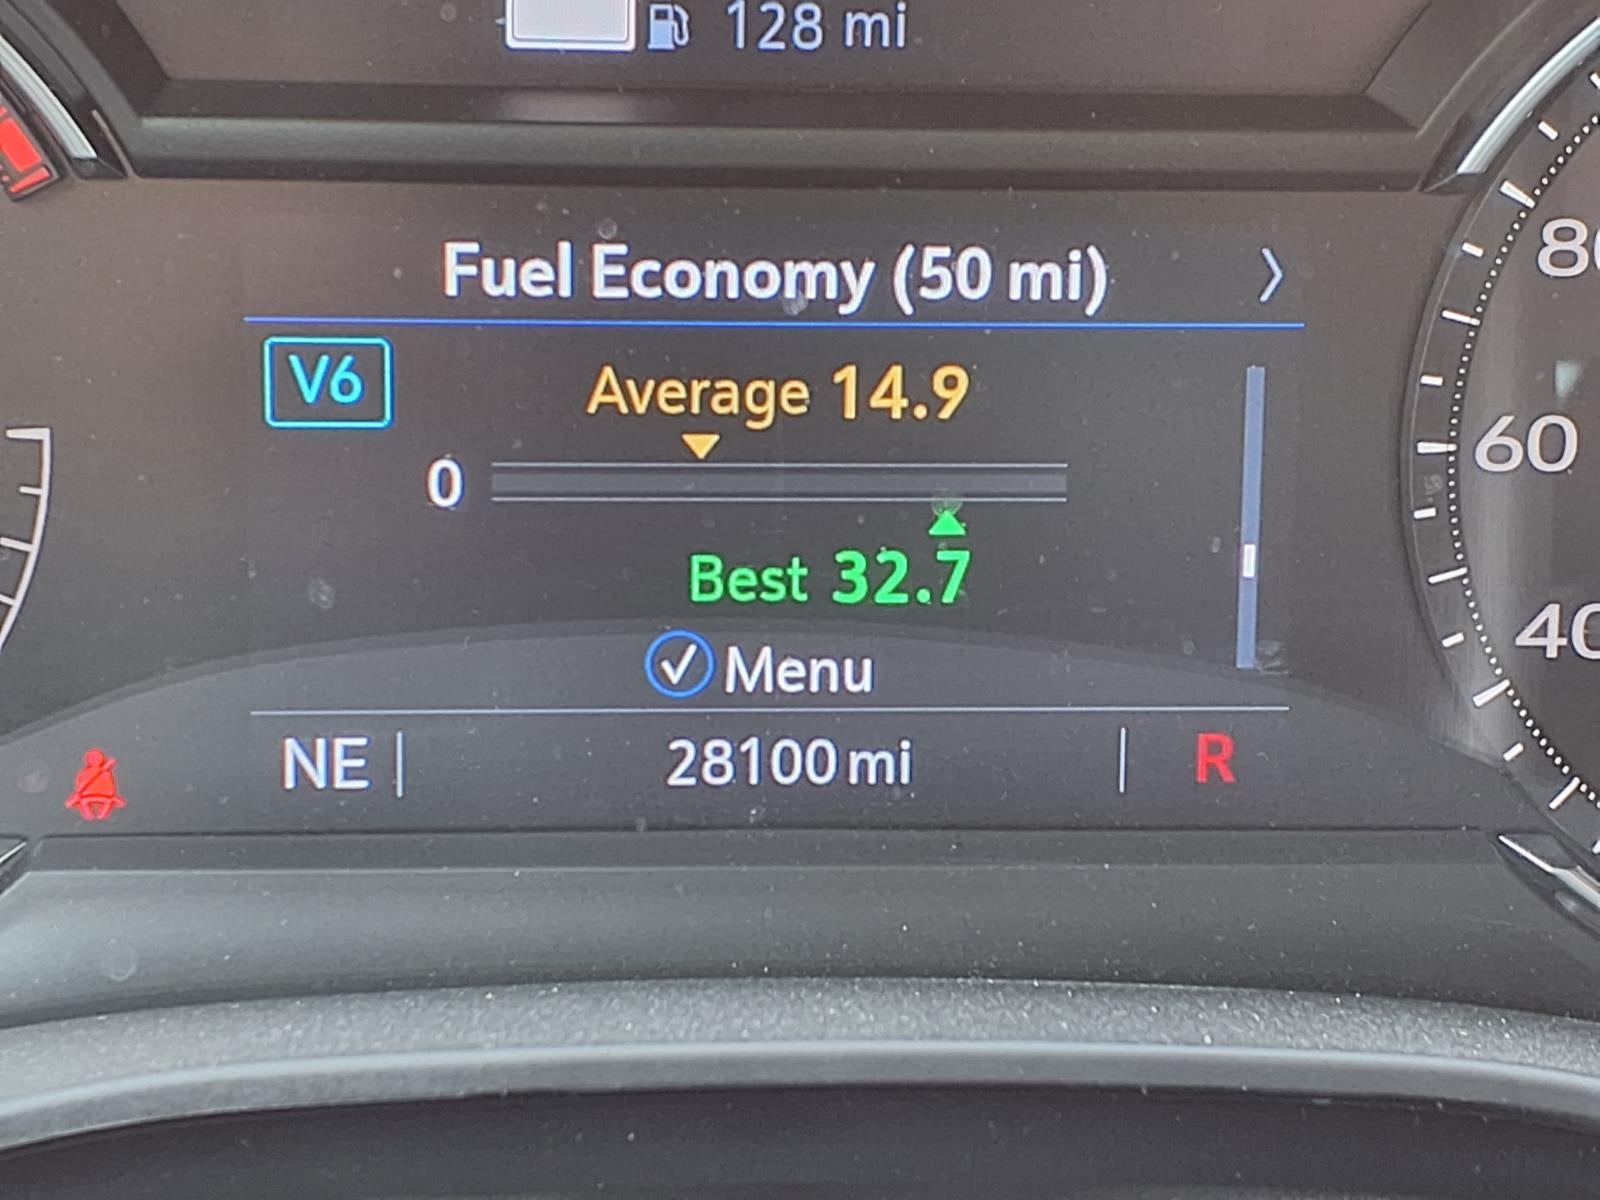 128 mi
Fuel Economy (50 mi)
V6
Average 14.9
0
Best 32.7
Menu
NE
28100 mi
R
60
40